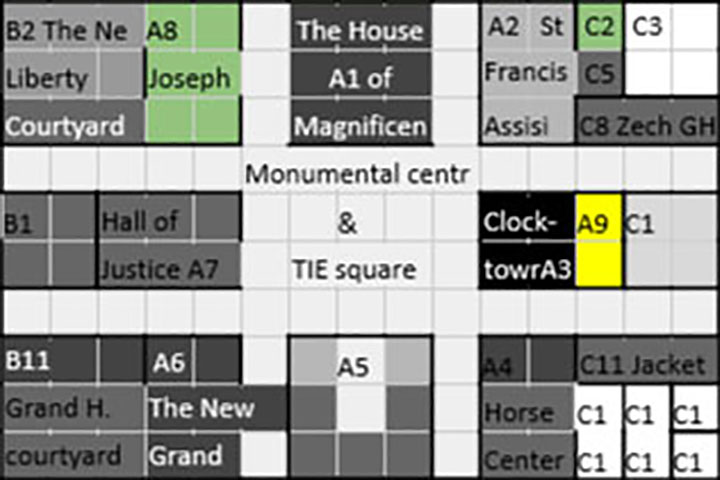 B2 The Ne A8 The House A2 St C2 C3
Liberty Joseph A1 of Francis C5
Courtyard Magnificen Assisi C8 Zech GH
Monumental centr
B1 Hall of & Clock- A9 C1
Justice A7 TIE square towrA3
B11 A6 A5 A4 C11 Jacket
Grand H. The New Horse C1 C1 C1
courtyard Grand Center C1 C1 C1